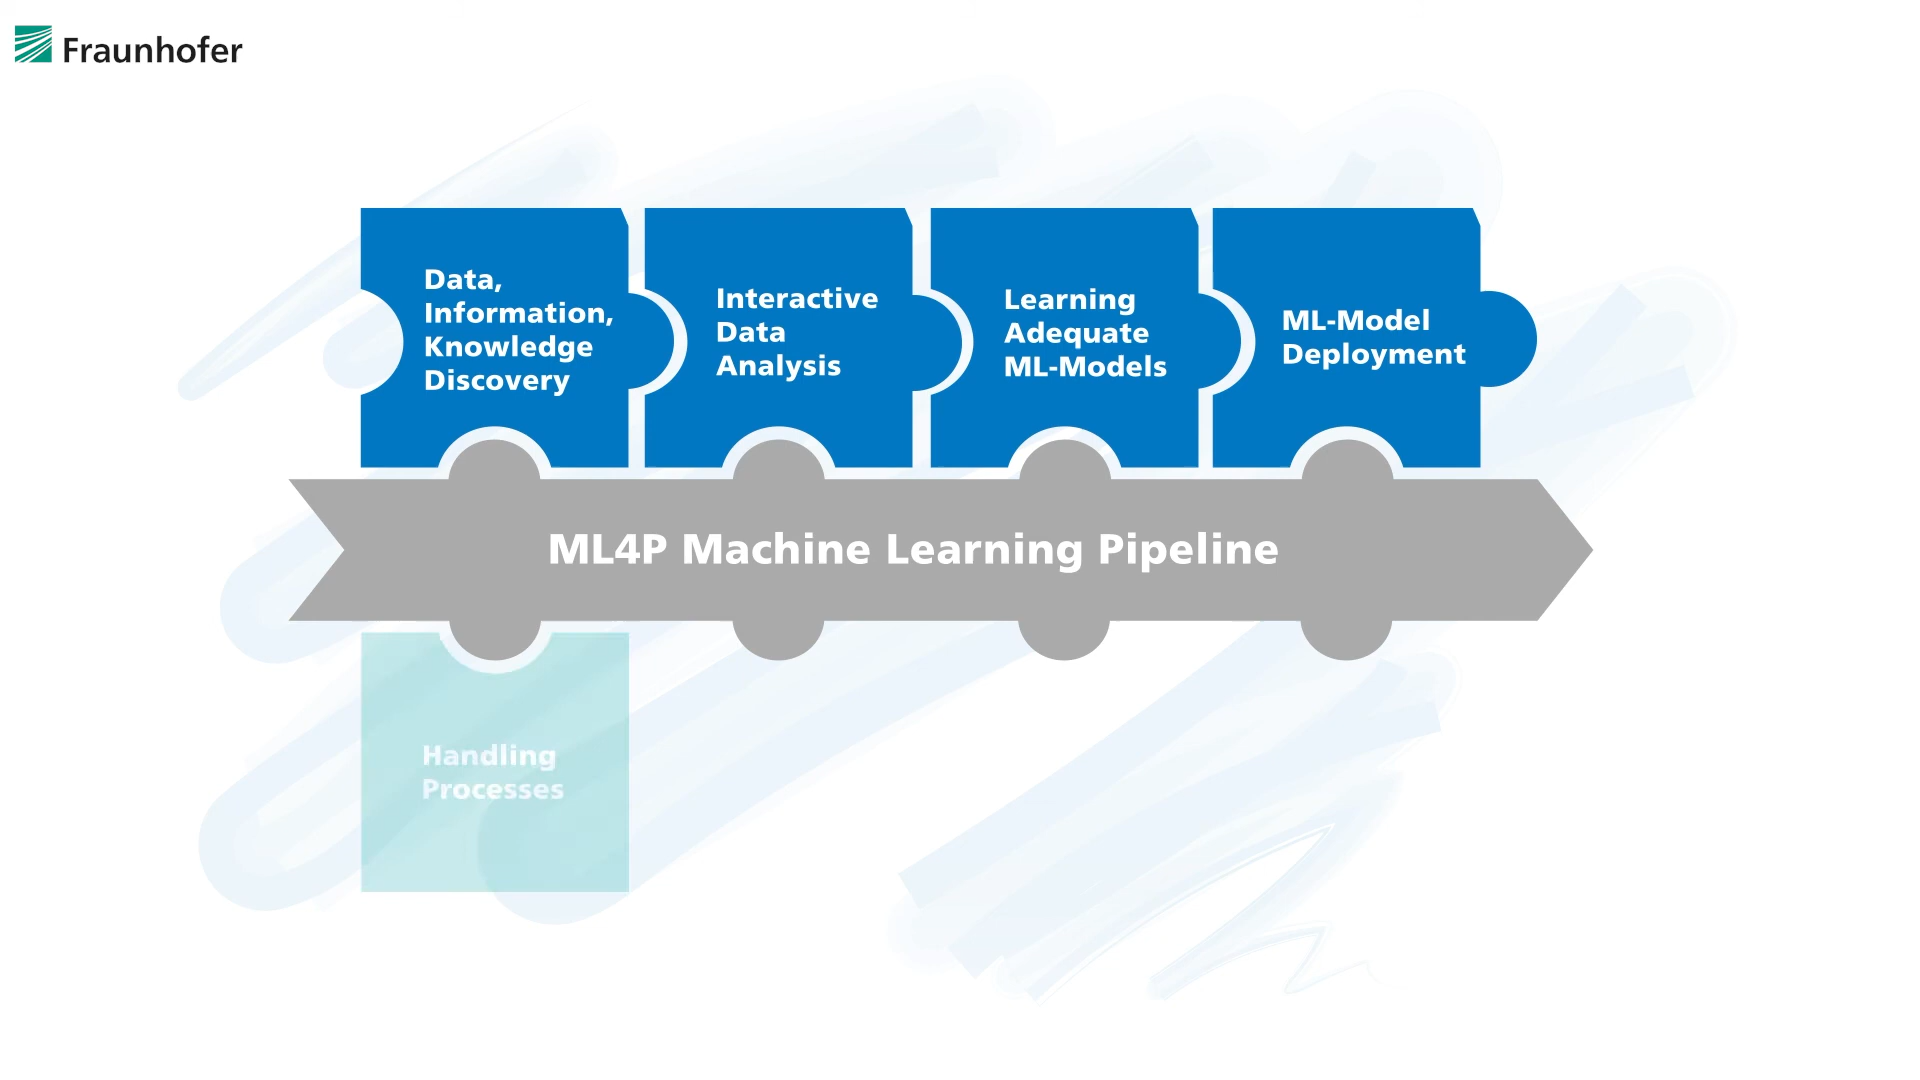 Fraunhofer
Data,
Information,
Knowledge
Discovery
Interactive
Data
Analysis
Learning
Adequate
ML-Models
ML-Model
Deployment
ML4P Machine Learning Pipeline
Handling
Processes